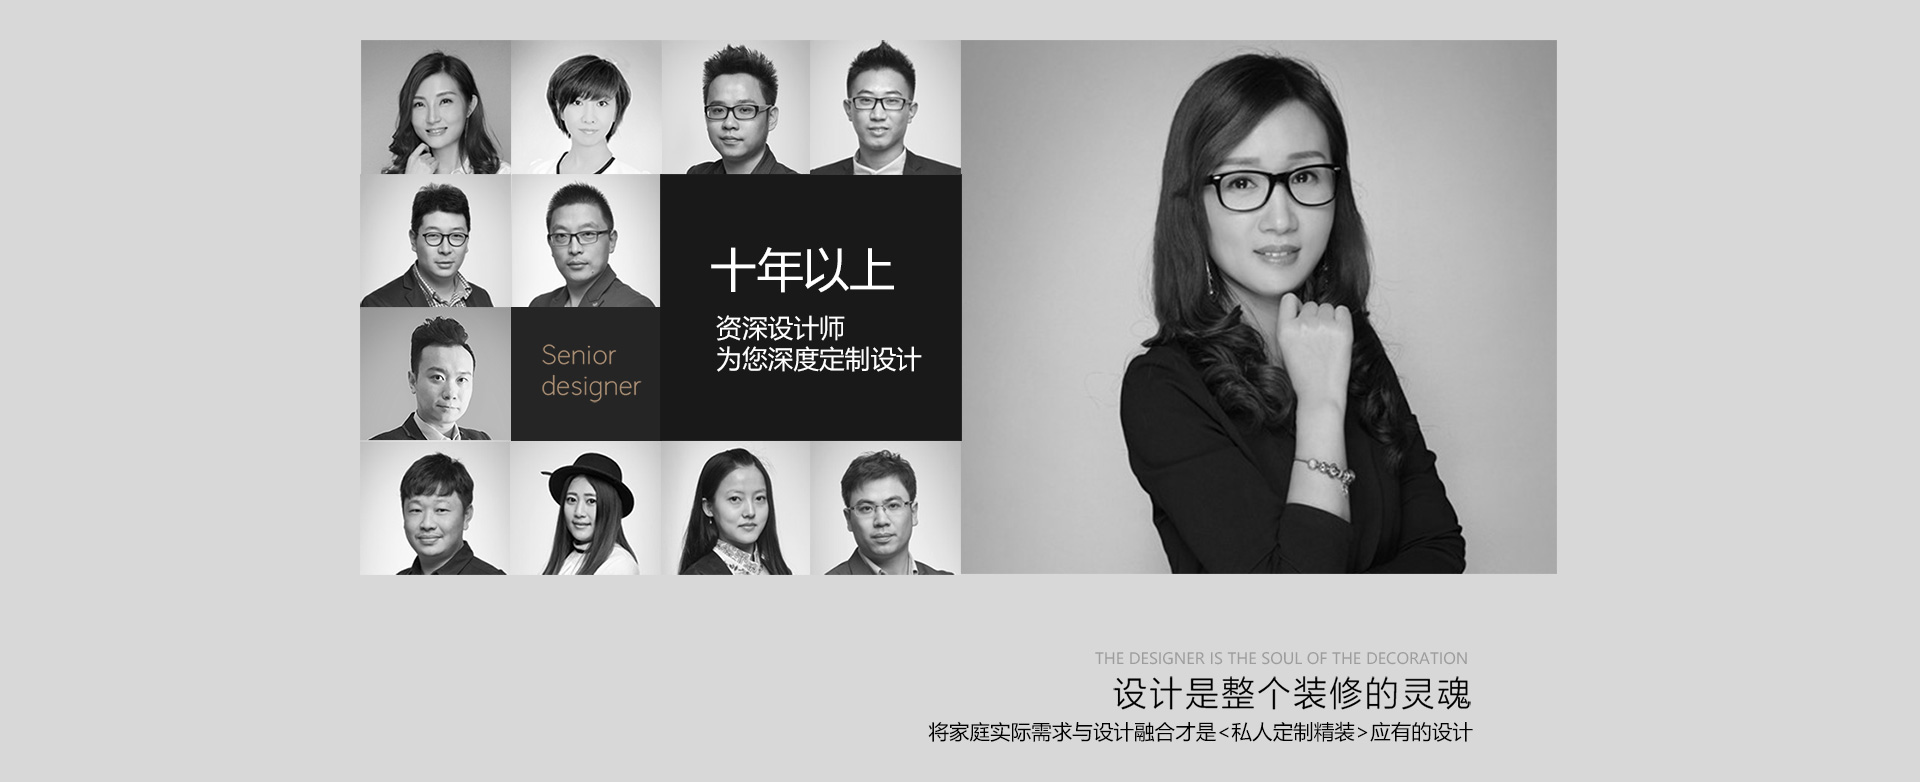 十年以上
资深设计师
为您深度定制设计
Senior
designer
THE DESIGNER IS THE SOUL OF THE DECORATION
设计是整个装修的灵魂
将家庭实际需求与设计融合才是<私人定制精装>应有的设计